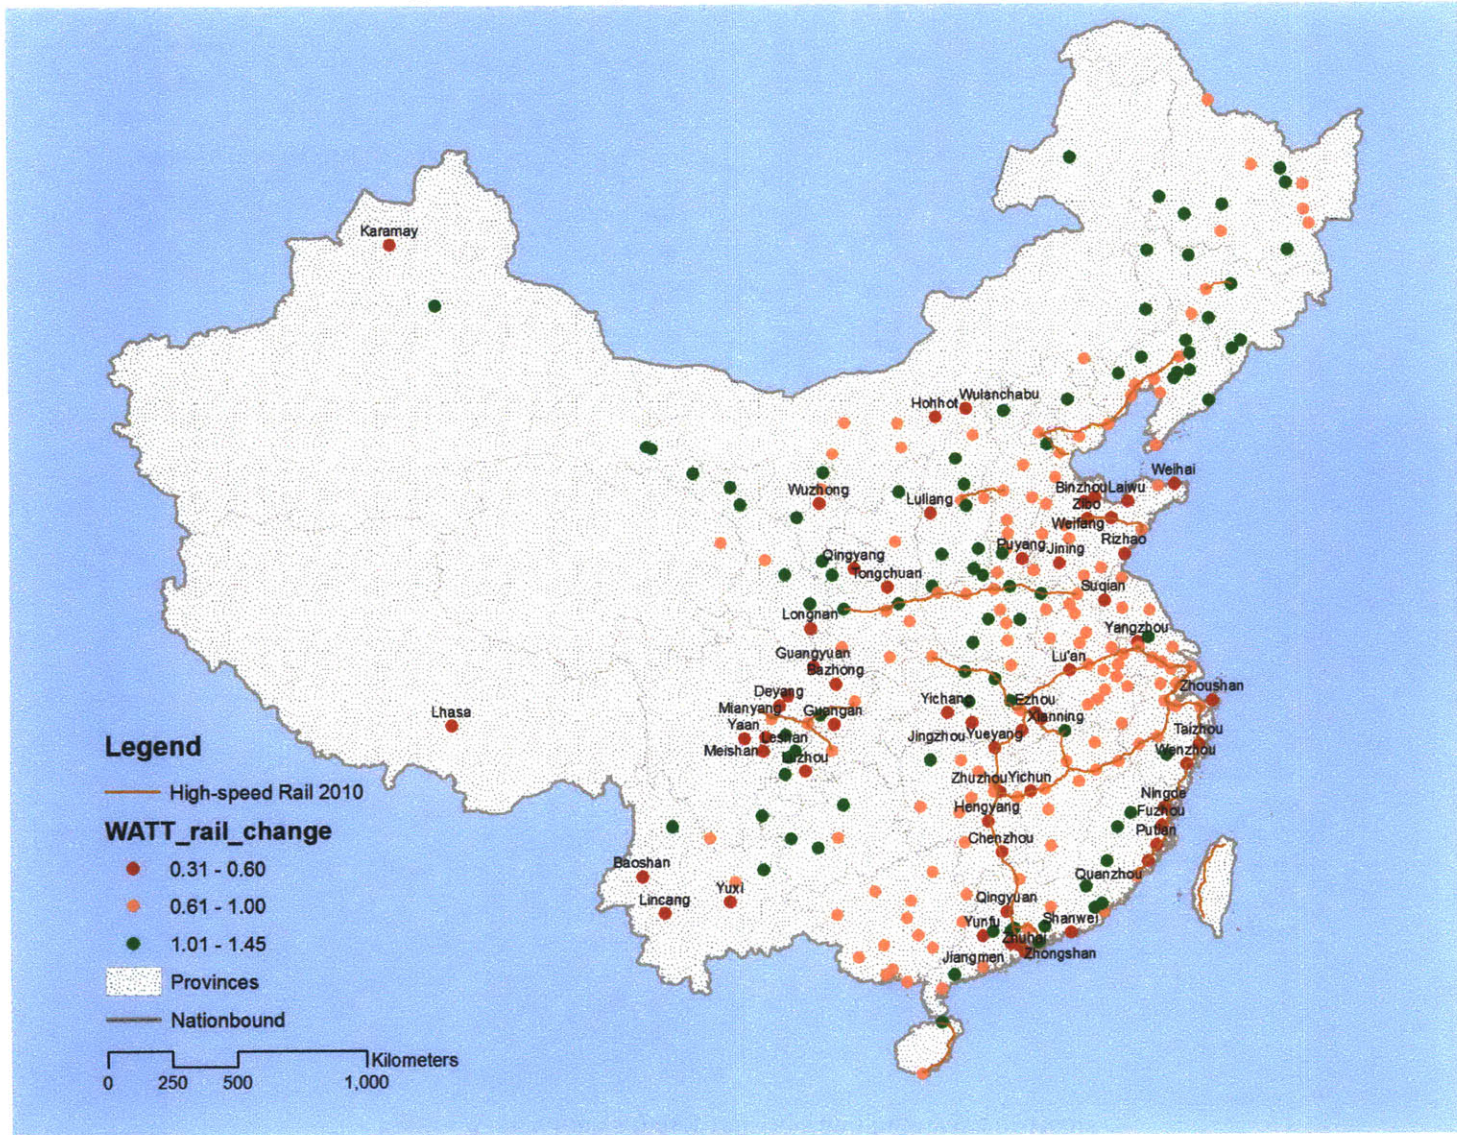 Karamay
Hohhot
Wulanchabu
Weihai
Wuzhong
Luliang
Binzhou
Laiwu
Zibo
Weifang
Rizhao
Puyang
Jining
Qingyang
Tongchuan
Suqian
Longnan
Yangzhou
Guangyuan
Bazhong
Lu'an
Deyang
Zhoushan
Mianyang
Guangan
Yichang
Ezhou
Lhasa
Yaan
Xianning
Taizhou
Leshan
Jingzhou
Yueyang
Meishan
Wenzhou
Luzhou
Zhuzhou
Yichun
Ningde
Hengyang
Fuzhou
Chenzhou
Putian
Baoshan
Quanzhou
Lincang
Yuxi
Qingyuan
Yunfu
Shanwei
Zhuhai
Jiangmen
Zhongshan
Legend
High-speed Rail 2010
WATT_rail_change
0.31 - 0.60
0.61 - 1.00
1.01 - 1.45
Provinces
Nationbound
Kilometers
0 250 500 1,000